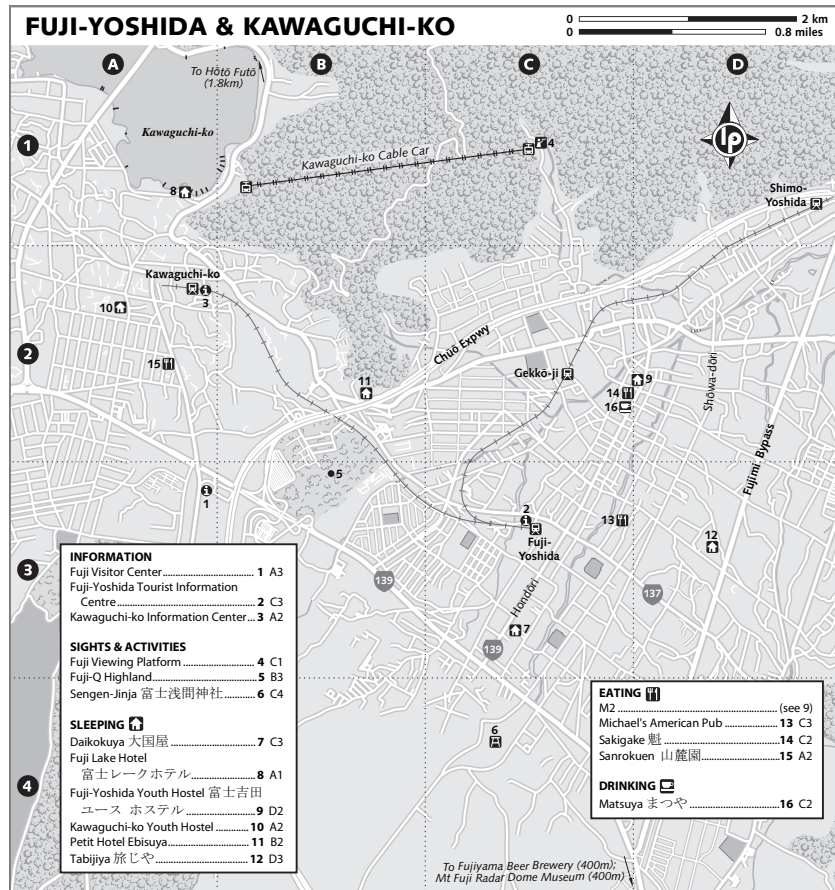 FUJI-YOSHIDA & KAWAGUCHI-KO
0 2 km
0 0.8 miles
A B C D
To Hōtō Futō
(1.8km)
Kawaguchi-ko
1
Kawaguchi-ko Cable Car
4
lp
8
Shimo-
Yoshida
Kawaguchi-ko
3
10
2
Chūō Expwy
15
11
Gekkō-ji
9
14
16
Shōwa-dōri
Fujimi Bypass
5
1
2
13
Fuji-
Yoshida
12
3
139
137
Hondōri
7
139
6
4
INFORMATION
Fuji Visitor Center 1 A3
Fuji-Yoshida Tourist Information
Centre 2 C3
Kawaguchi-ko Information Center 3 A2
SIGHTS & ACTIVITIES
Fuji Viewing Platform 4 C1
Fuji-Q Highland 5 B3
Sengen-Jinja 富士浅間神社 6 C4
SLEEPING
Daikokuya 大国屋 7 C3
Fuji Lake Hotel
富士レークホテル 8 A1
Fuji-Yoshida Youth Hostel 富士吉田
ユース ホステル 9 D2
Kawaguchi-ko Youth Hostel 10 A2
Petit Hotel Ebisuya 11 B2
Tabijiya 旅じや 12 D3
EATING
M2 (see 9)
Michael's American Pub 13 C3
Sakigake 魁 14 C2
Sanrokuen 山麓園 15 A2
DRINKING
Matsuya まつや 16 C2
To Fujiyama Beer Brewery (400m);
Mt Fuji Radar Dome Museum (400m)